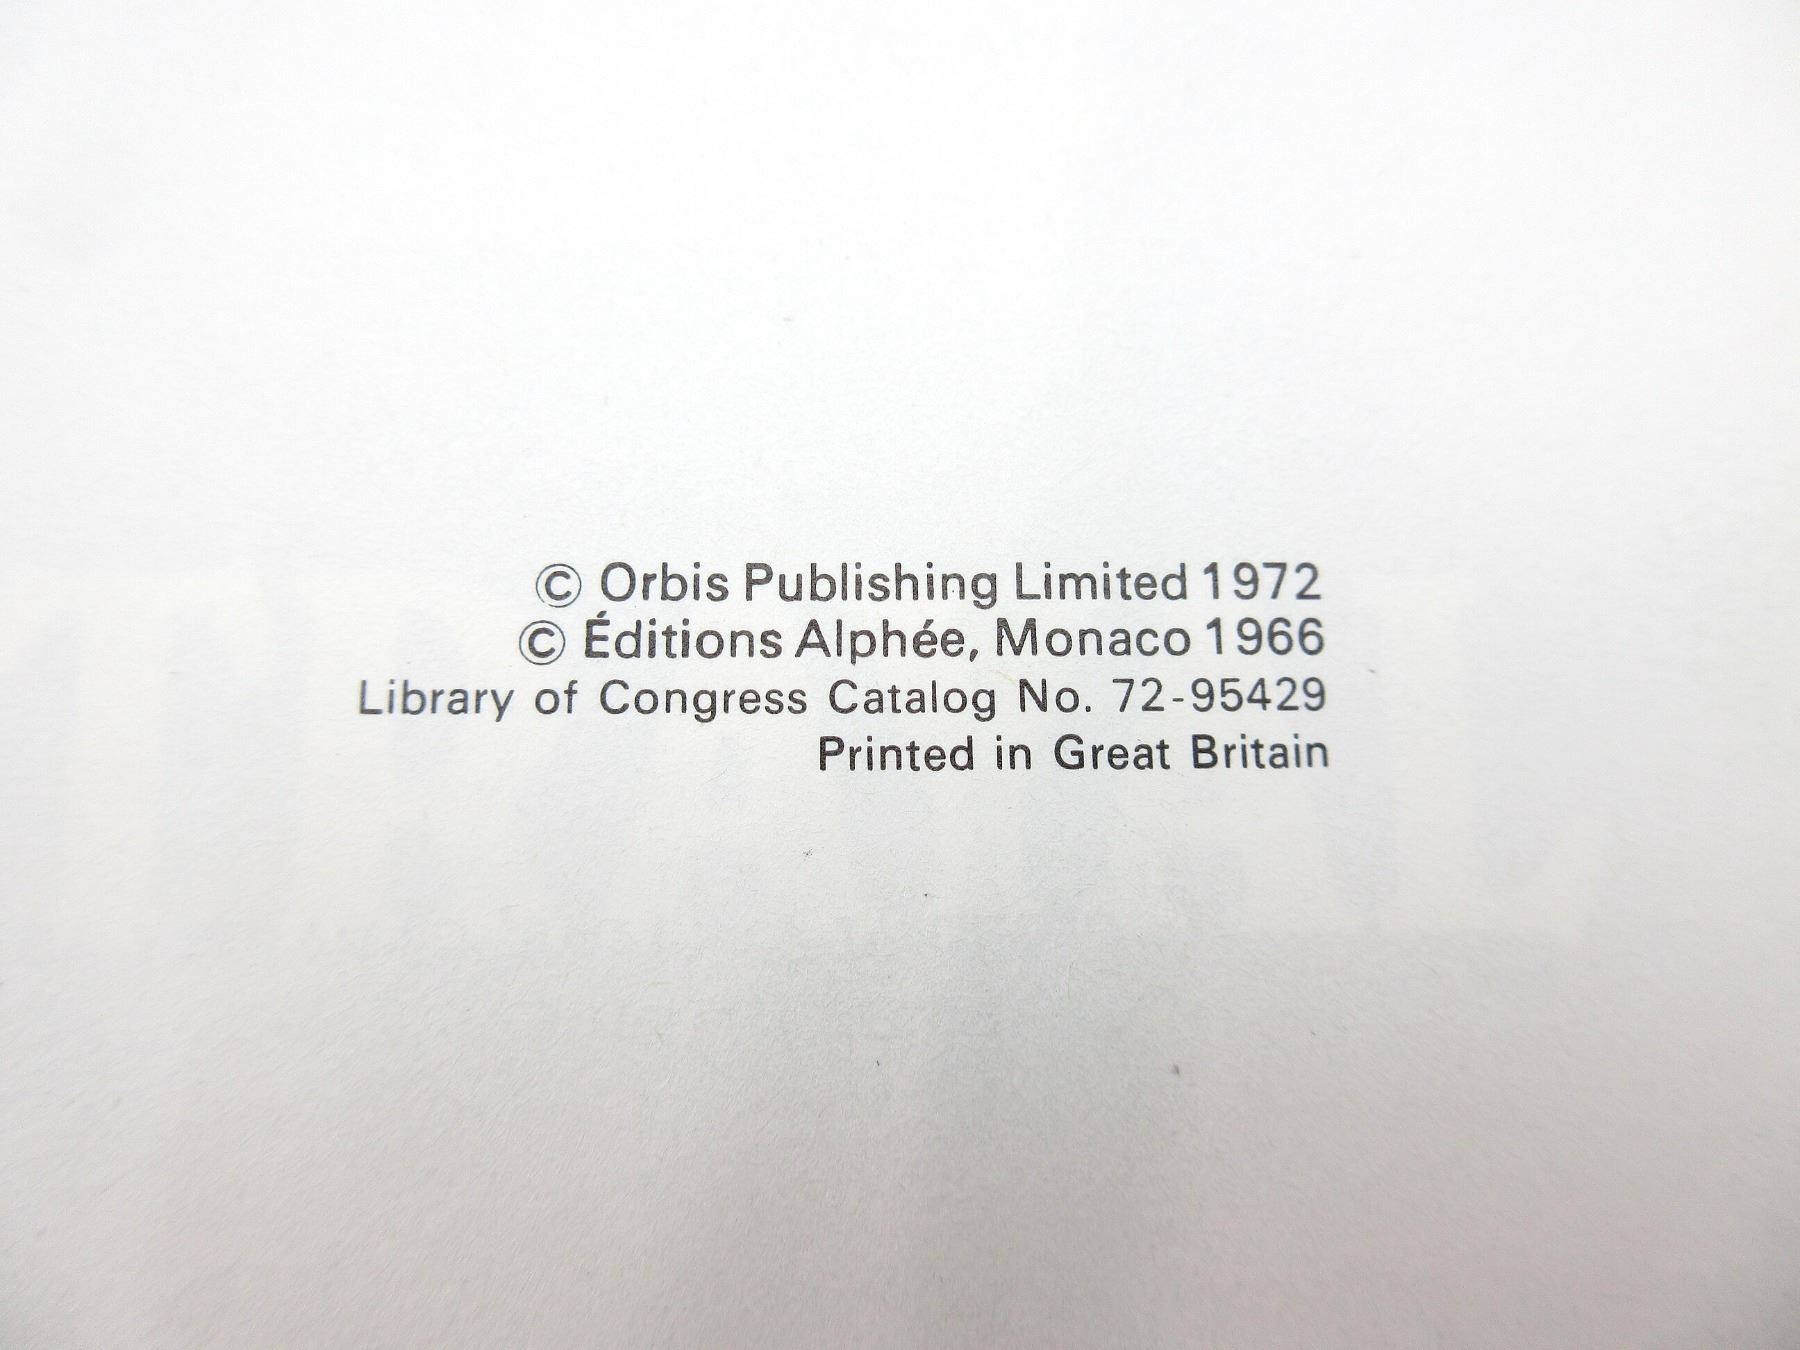 © Orbis Publishing Limited 1972
© Éditions Alphée, Monaco 1966
Library of Congress Catalog No. 72-95429
Printed in Great Britain